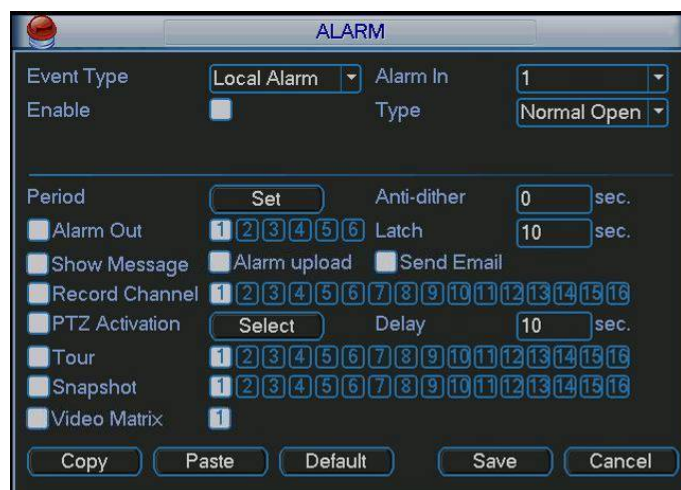 ALARM
Event Type Local Alarm Alarm In 1
Enable Type Normal Open
Period Set Anti-dither 0 sec.
Alarm Out 1 2 3 4 5 6 Latch 10 sec.
Show Message Alarm upload Send Email
Record Channel 1 2 3 4 5 6 7 8 9 10 11 12 13 14 15 16
PTZ Activation Select Delay 10 sec.
Tour 1 2 3 4 5 6 7 8 9 10 11 12 13 14 15 16
Snapshot 1 2 3 4 5 6 7 8 9 10 11 12 13 14 15 16
Video Matrix 1
Copy Paste Default Save Cancel